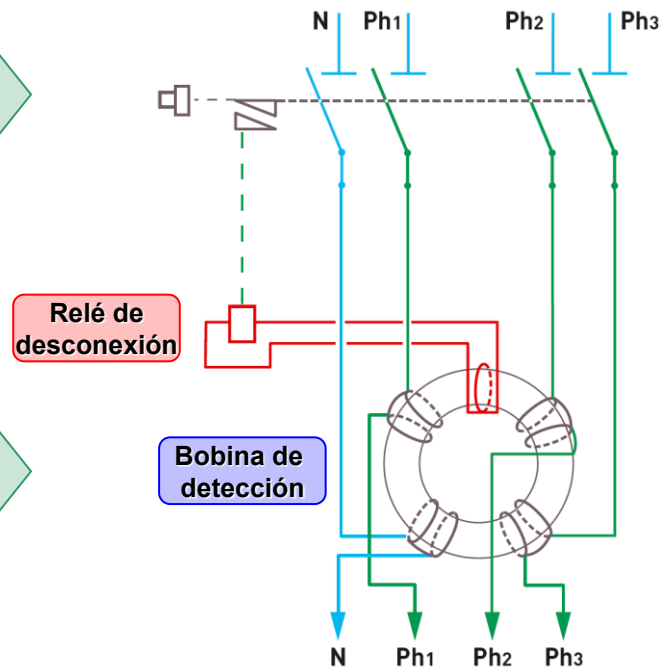 N Ph1 Ph2 Ph3
Relé de
desconexión
Bobina de
detección
N Ph1 Ph2 Ph3